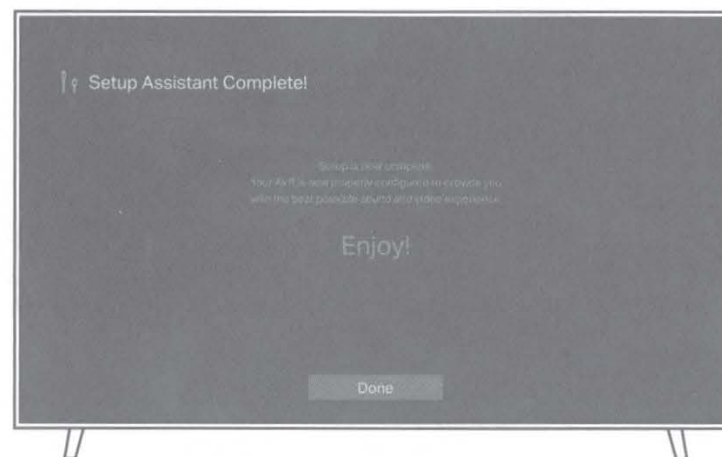 Setup Assistant Complete!
Setup is now complete.
Your AVR is now properly configured to provide you
with the best possible sound and video experience.
Enjoy!
Done